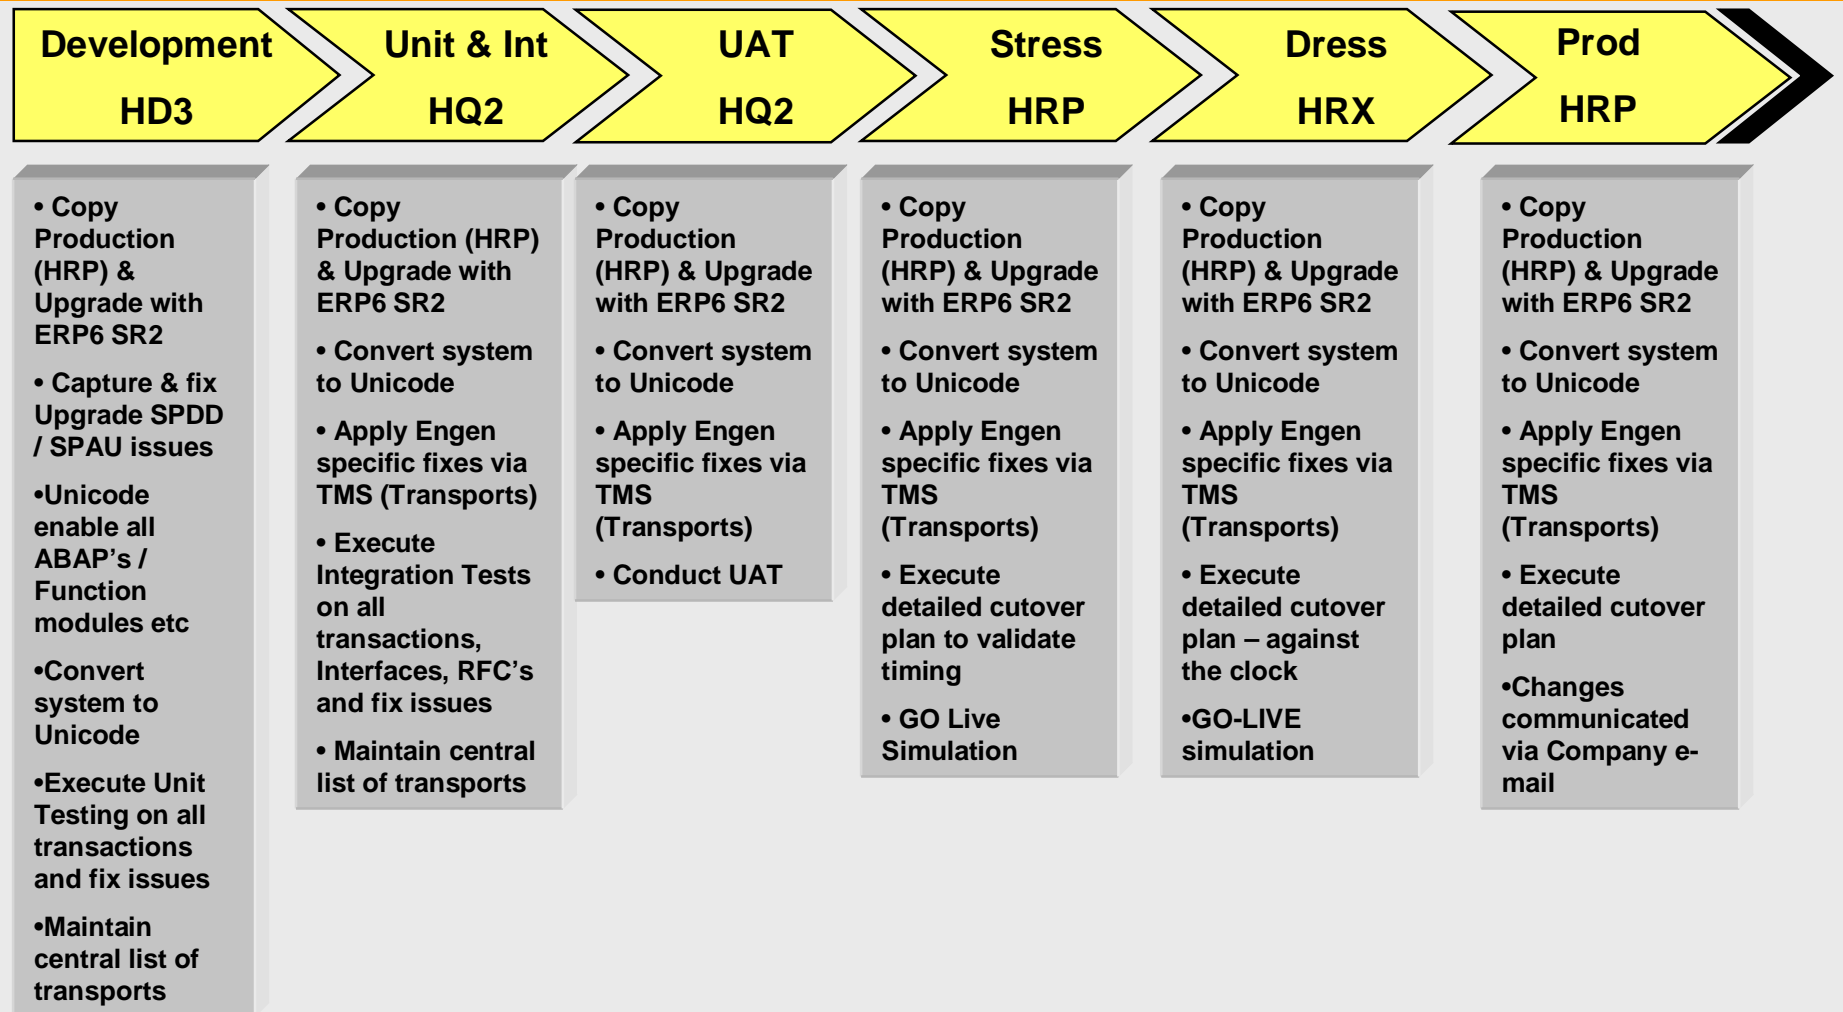 Development
HD3
Unit & Int
HQ2
UAT
HQ2
Stress
HRP
Dress
HRX
Prod
HRP
• Copy
Production
(HRP) &
Upgrade with
ERP6 SR2
• Capture & fix
Upgrade SPDD
/ SPAU issues
•Unicode
enable all
ABAP’s /
Function
modules etc
•Convert
system to
Unicode
•Execute Unit
Testing on all
transactions
and fix issues
•Maintain
central list of
transports
• Copy
Production (HRP)
& Upgrade with
ERP6 SR2
• Convert system
to Unicode
• Apply Engen
specific fixes via
TMS (Transports)
• Execute
Integration Tests
on all
transactions,
Interfaces, RFC’s
and fix issues
• Maintain central
list of transports
• Copy
Production
(HRP) & Upgrade
with ERP6 SR2
• Convert system
to Unicode
• Apply Engen
specific fixes via
TMS
(Transports)
• Conduct UAT
• Copy
Production
(HRP) & Upgrade
with ERP6 SR2
• Convert system
to Unicode
• Apply Engen
specific fixes via
TMS
(Transports)
• Execute
detailed cutover
plan to validate
timing
• GO Live
Simulation
• Copy
Production
(HRP) & Upgrade
with ERP6 SR2
• Convert system
to Unicode
• Apply Engen
specific fixes via
TMS
(Transports)
• Execute
detailed cutover
plan – against
the clock
•GO-LIVE
simulation
• Copy
Production
(HRP) & Upgrade
with ERP6 SR2
• Convert system
to Unicode
• Apply Engen
specific fixes via
TMS
(Transports)
• Execute
detailed cutover
plan
•Changes
communicated
via Company e-
mail